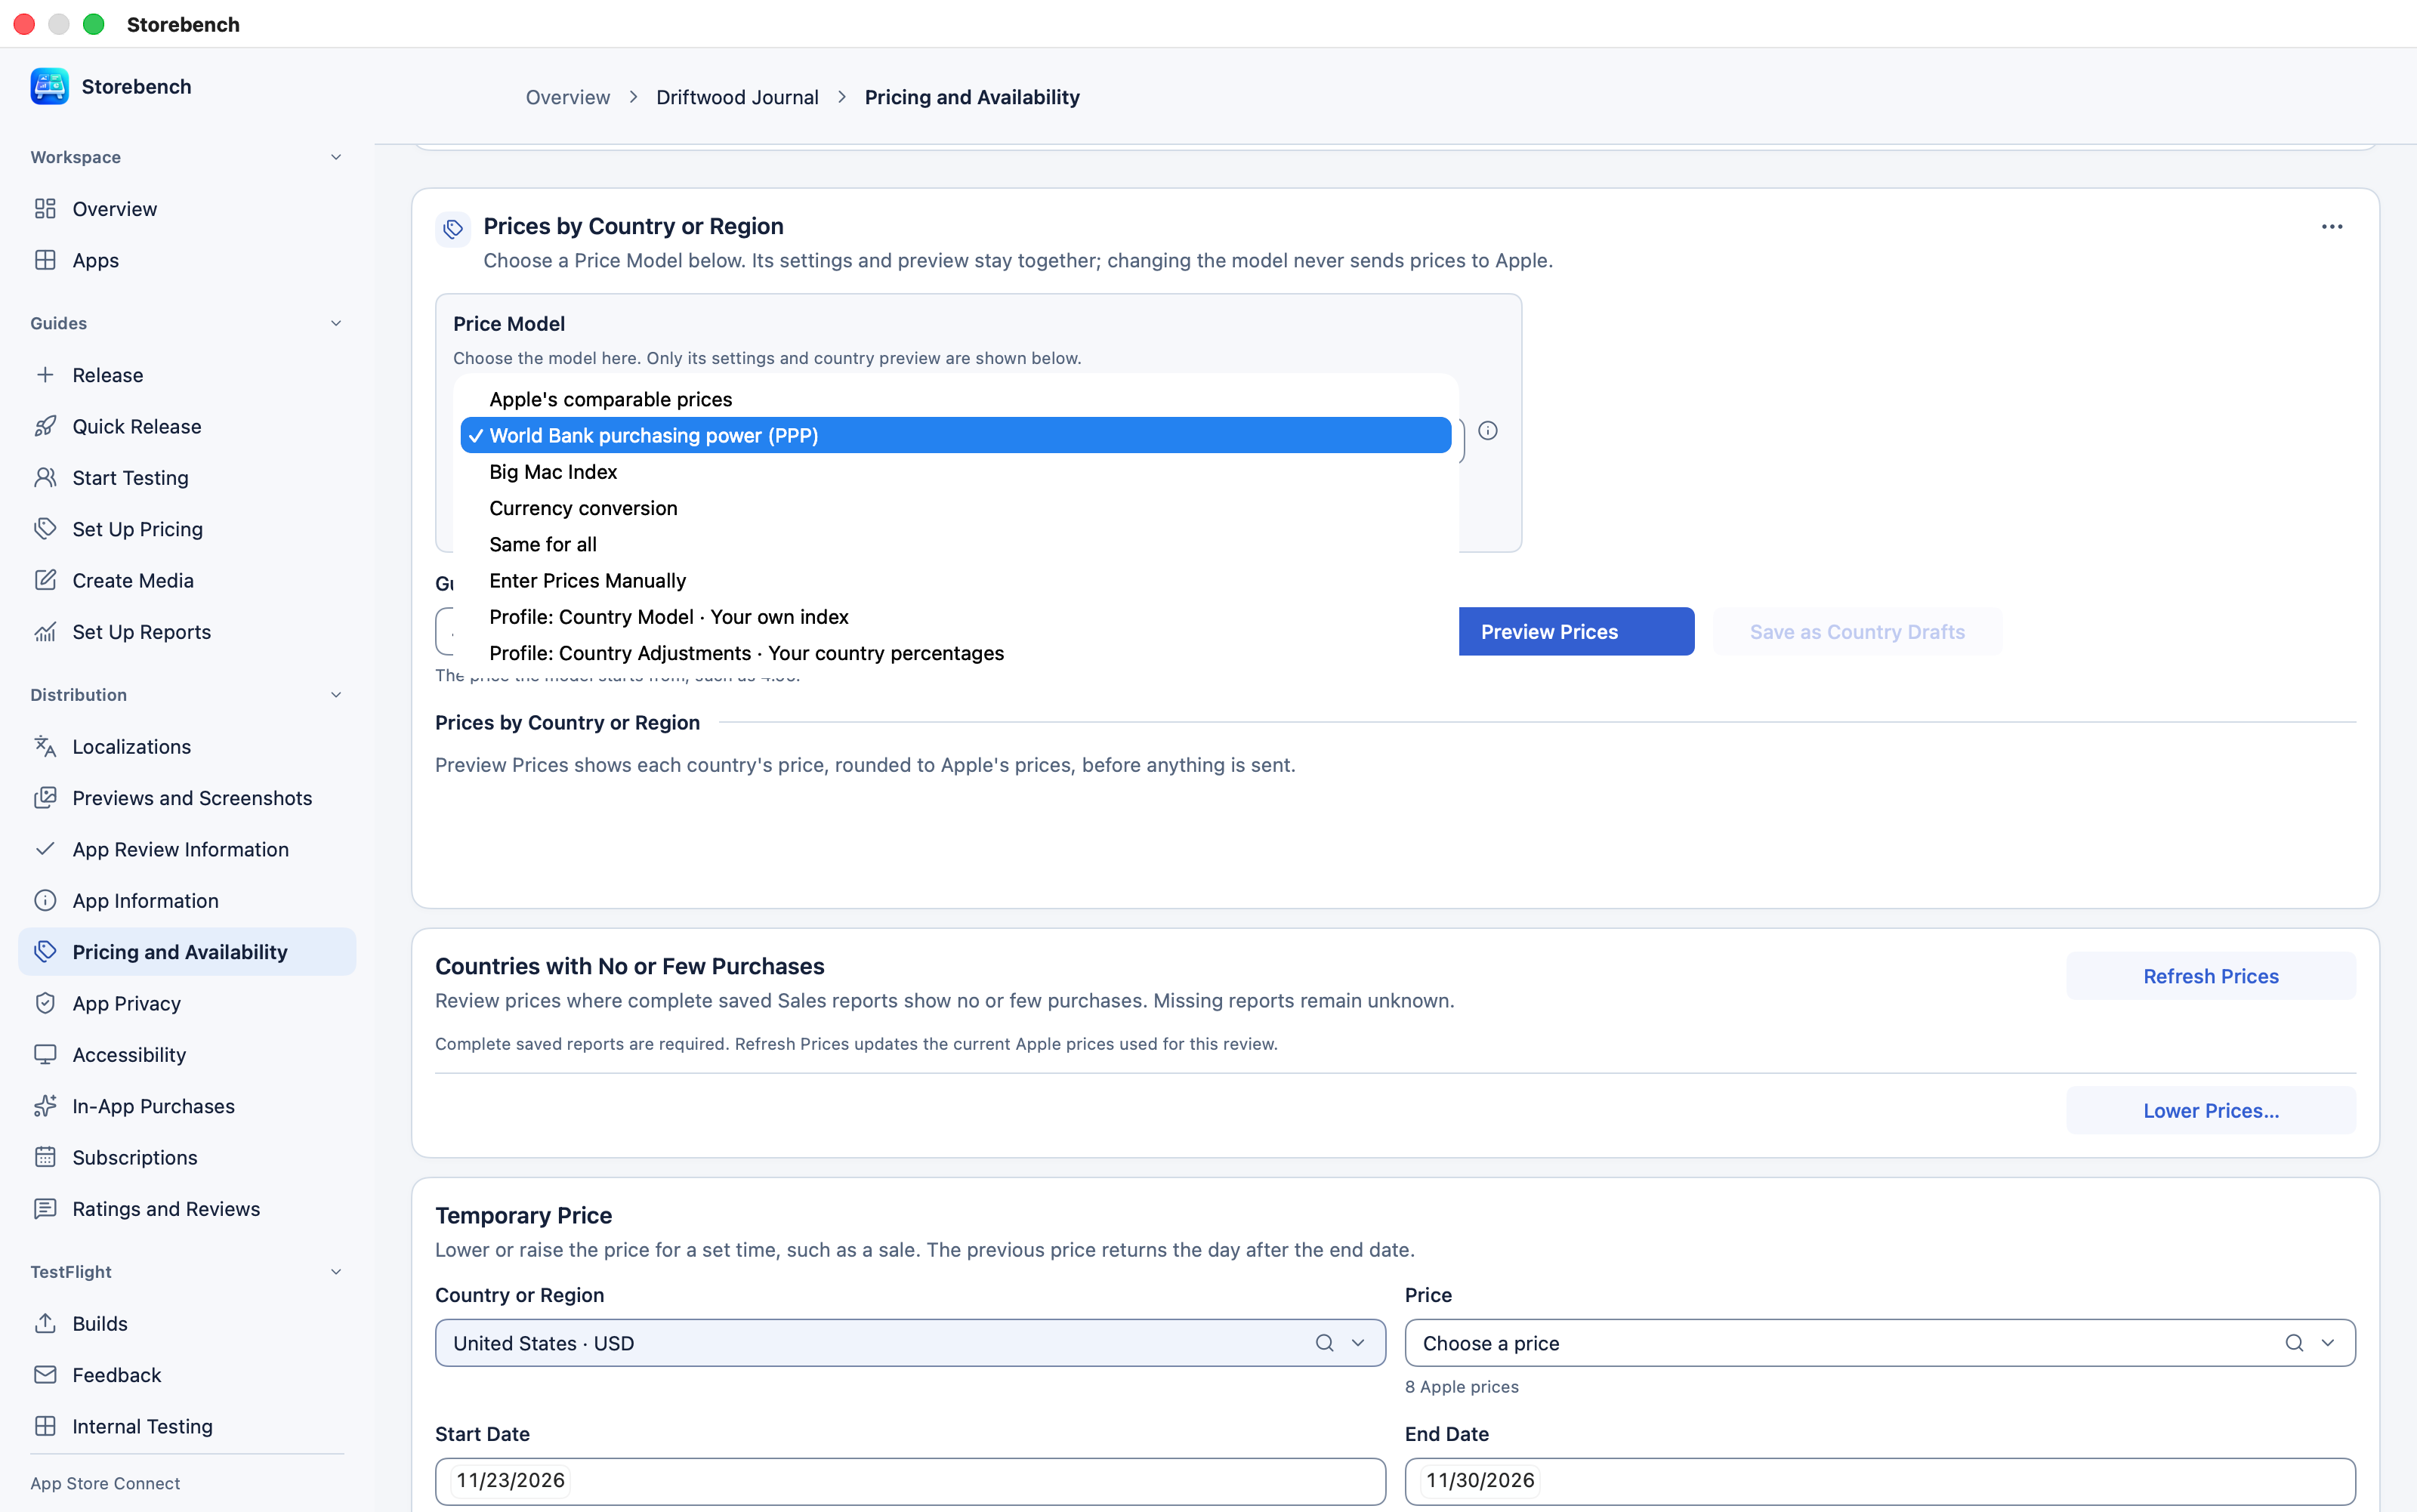 Storebench
Storebench
Overview > Driftwood Journal > Pricing and Availability
Workspace
Overview
Apps
Guides
Release
Quick Release
Start Testing
Set Up Pricing
Create Media
Set Up Reports
Distribution
Localizations
Previews and Screenshots
App Review Information
App Information
Pricing and Availability
App Privacy
Accessibility
In-App Purchases
Subscriptions
Ratings and Reviews
TestFlight
Builds
Feedback
Internal Testing
App Store Connect
Prices by Country or Region
Choose a Price Model below. Its settings and preview stay together; changing the model never sends prices to Apple.
Price Model
Choose the model here. Only its settings and country preview are shown below.
Apple's comparable prices
✓ World Bank purchasing power (PPP)
Big Mac Index
Currency conversion
Same for all
Enter Prices Manually
Profile: Country Model · Your own index
Profile: Country Adjustments · Your country percentages
Preview Prices
Save as Country Drafts
Prices by Country or Region
Preview Prices shows each country's price, rounded to Apple's prices, before anything is sent.
Countries with No or Few Purchases
Refresh Prices
Review prices where complete saved Sales reports show no or few purchases. Missing reports remain unknown.
Complete saved reports are required. Refresh Prices updates the current Apple prices used for this review.
Lower Prices...
Temporary Price
Lower or raise the price for a set time, such as a sale. The previous price returns the day after the end date.
Country or Region
United States · USD
Price
Choose a price
8 Apple prices
Start Date
11/23/2026
End Date
11/30/2026